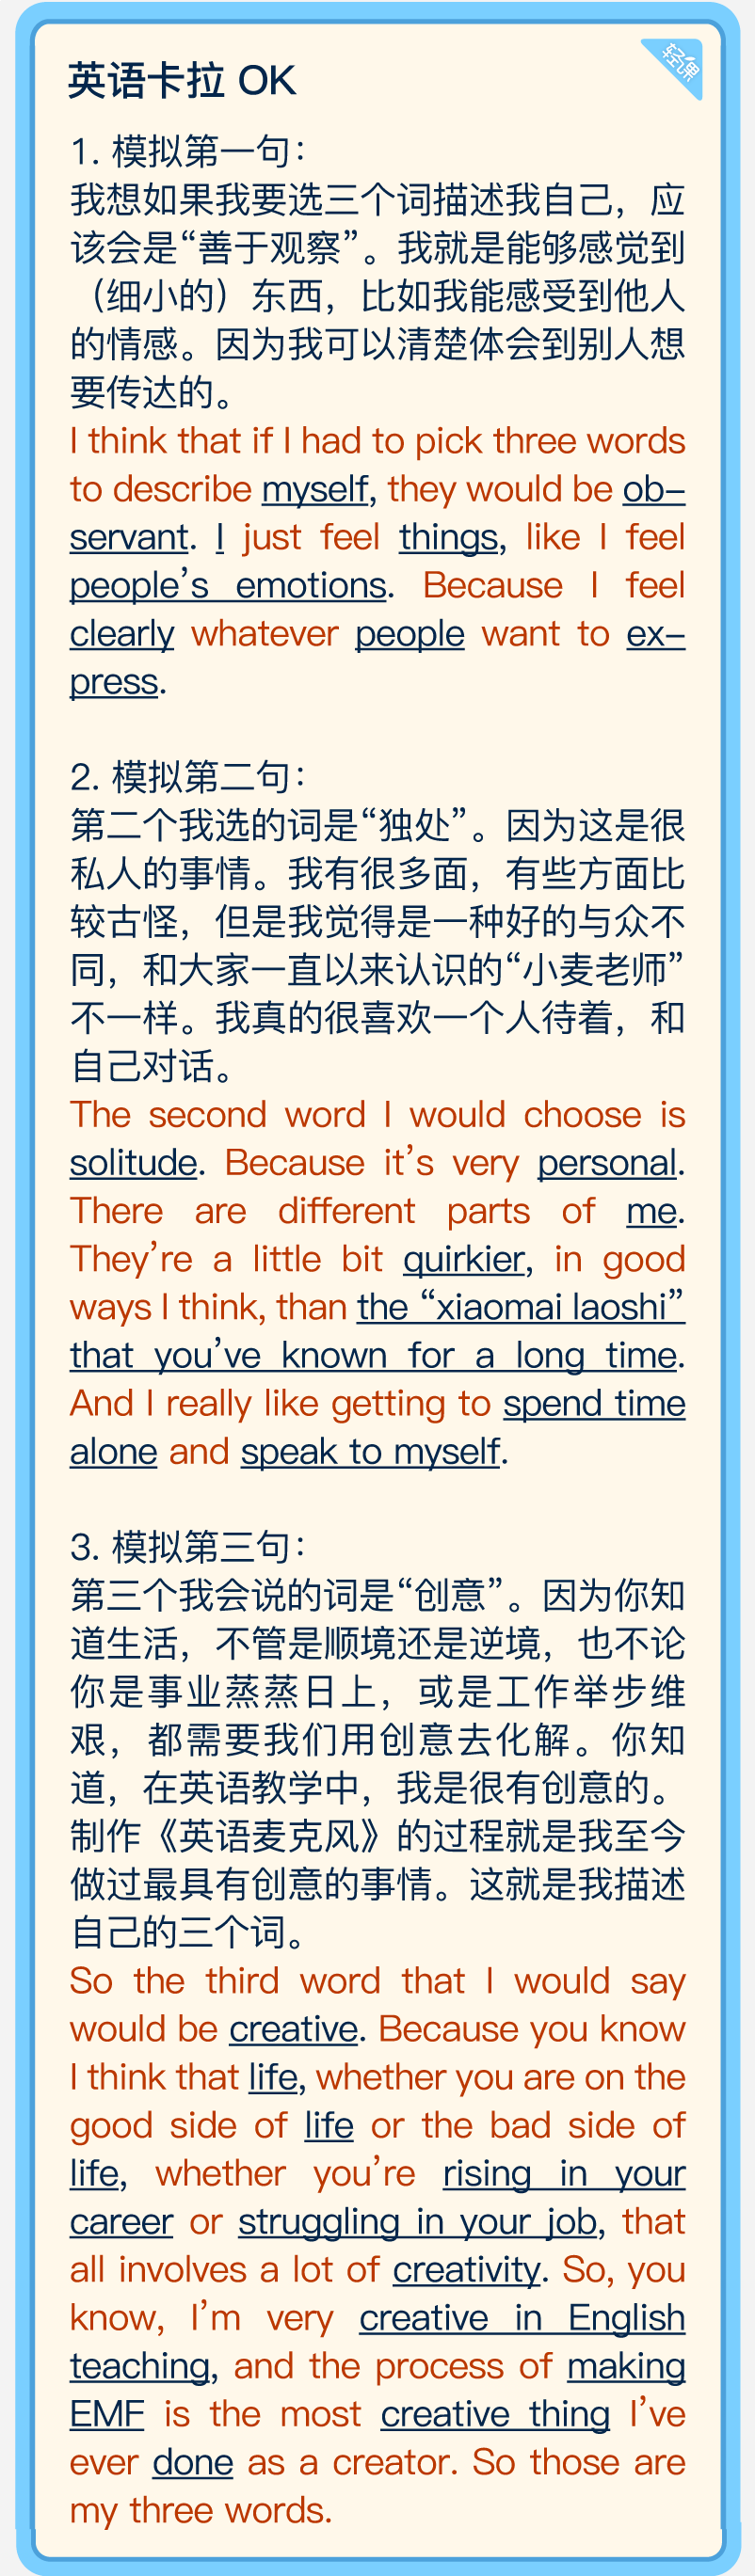 英语卡拉 OK
轻课
1. 模拟第一句：
我想如果我要选三个词描述我自己，应
该会是“善于观察”。我就是能够感觉到
（细小的）东西，比如我能感受到他人
的情感。因为我可以清楚体会到别人想
要传达的。
I think that if I had to pick three words
to describe myself, they would be ob-
servant. I just feel things, like I feel
people's emotions. Because I feel
clearly whatever people want to ex-
press.
2. 模拟第二句：
第二个我选的词是“独处”。因为这是很
私人的事情。我有很多面，有些方面比
较古怪，但是我觉得是一种好的与众不
同，和大家一直以来认识的“小麦老师”
不一样。我真的很喜欢一个人待着，和
自己对话。
The second word I would choose is
solitude. Because it's very personal.
There are different parts of me.
They're a little bit quirkier, in good
ways I think, than the “xiaomai laoshi”
that you've known for a long time.
And I really like getting to spend time
alone and speak to myself.
3. 模拟第三句：
第三个我会说的词是“创意”。因为你知
道生活，不管是顺境还是逆境，也不论
你是事业蒸蒸日上，或是工作举步维
艰，都需要我们用创意去化解。你知
道，在英语教学中，我是很有创意的。
制作《英语麦克风》的过程就是我至今
做过最具有创意的事情。这就是我描述
自己的三个词。
So the third word that I would say
would be creative. Because you know
I think that life, whether you are on the
good side of life or the bad side of
life, whether you're rising in your
career or struggling in your job, that
all involves a lot of creativity. So, you
know, I'm very creative in English
teaching, and the process of making
EMF is the most creative thing I've
ever done as a creator. So those are
my three words.